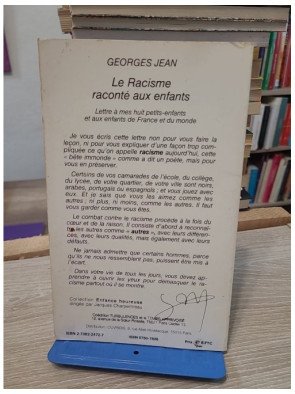 GEORGES JEAN
Le Racisme
raconté aux enfants
Lettre à mes huit petits-enfants
et aux enfants de France et du monde
Je vous écris cette lettre non pour vous faire la
leçon, ni pour vous expliquer d'une façon trop com-
pliquée ce qu'on appelle racisme aujourd'hui, cette
« bête immonde » comme a dit un poète, mais pour
vous en préserver.
Certains de vos camarades de l'école, du collège,
du lycée, de votre quartier, de votre ville sont noirs,
arabes, portugais ou espagnols ; et vous jouez avec
eux. Et je sais que vous les aimez comme les
autres ; ni plus, ni moins, comme les autres. Il faut
vous garder comme vous êtes.
Le combat contre le racisme procède à la fois du
cœur et de la raison. Il consiste d'abord à reconnaî-
tre les autres comme « autres », avec leurs différen-
ces, avec leurs qualités, mais également avec leurs
défauts.
Ne jamais admettre que certains hommes, parce
qu'ils ne nous ressemblent pas, puissent être mis à
l'écart.
Dans votre vie de tous les jours, vous devez ap-
prendre à ouvrir les yeux pour démasquer le ra-
cisme partout où il se montre.
Collection Enfance heureuse
dirigée par Jacques Charpentreau